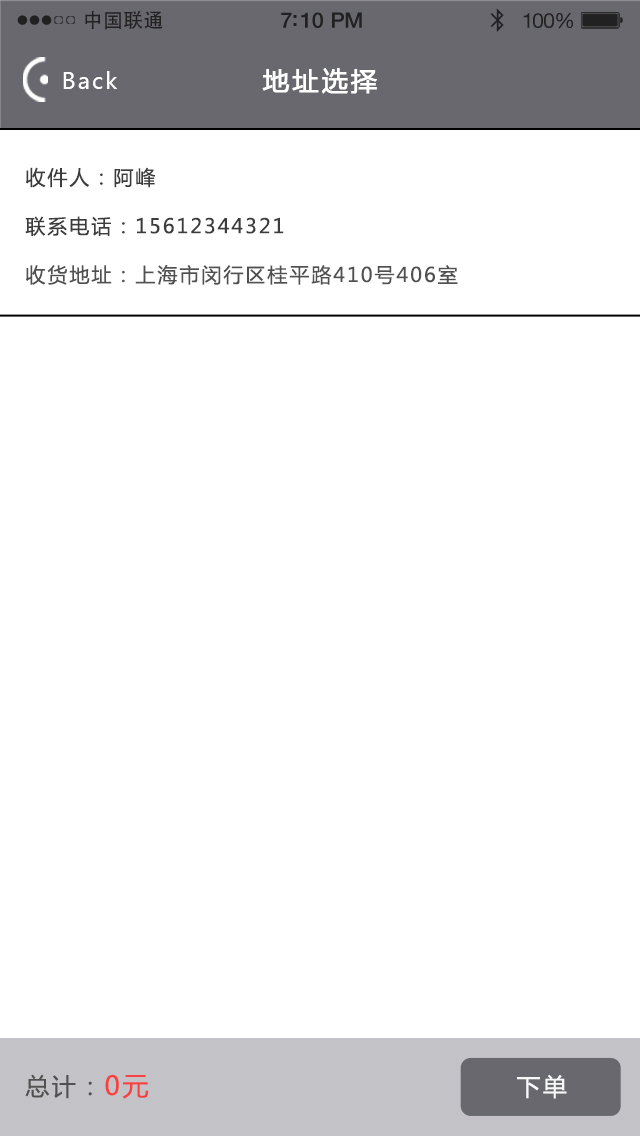 中国联通 7:10 PM 100%
Back 地址选择
收件人：阿峰
联系电话：15612344321
收货地址：上海市闵行区桂平路410号406室
总计：0元 下单